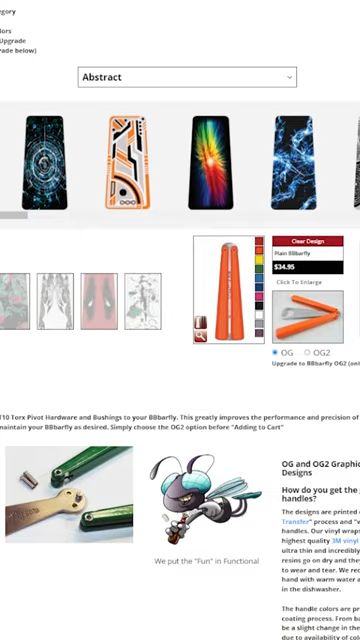 egory
lors
Upgrade
rade below)
Abstract
Clear Design
Plain BBbarfly
$34.95
Click To Enlarge
OG OG2
Upgrade to BBbarfly OG2 (onl
T10 Torx Pivot Hardware and Bushings to your BBbarfly. This greatly improves the performance and precision of
maintain your BBbarfly as desired. Simply choose the OG2 option before "Adding to Cart"
We put the "Fun" in Functional
OG and OG2 Graphic
Designs
How do you get the
handles?
The designs are printed
Transfer" process and "v
handles. Our vinyl wraps
highest quality 3M vinyl
ultra thin and incredibly
resins go on dry and they
to wear and tear. We rec
hand with warm water a
in the dishwasher.
The handle colors are pr
coating process. From ba
be a slight change in the
due to availability of col